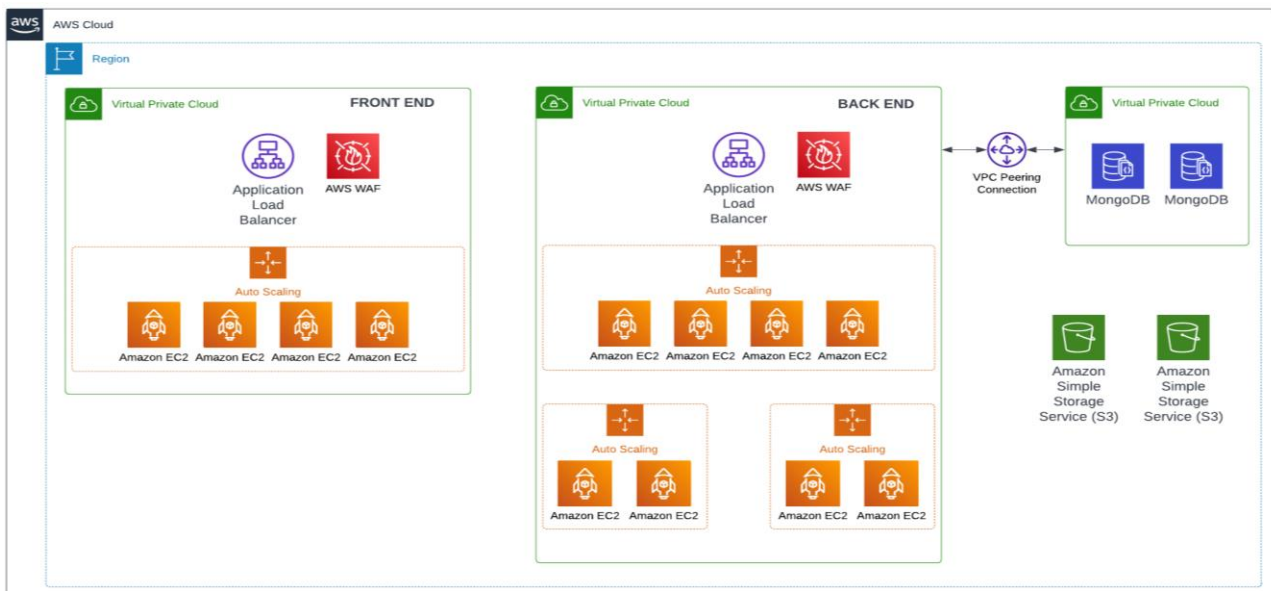 aws
AWS Cloud
Region
Virtual Private Cloud
FRONT END
Application
Load
Balancer
AWS WAF
Auto Scaling
Amazon EC2 Amazon EC2 Amazon EC2 Amazon EC2
Virtual Private Cloud
BACK END
Application
Load
Balancer
AWS WAF
Auto Scaling
Amazon EC2 Amazon EC2 Amazon EC2 Amazon EC2
Auto Scaling
Amazon EC2 Amazon EC2
Auto Scaling
Amazon EC2 Amazon EC2
VPC Peering
Connection
Virtual Private Cloud
MongoDB MongoDB
Amazon
Simple
Storage
Service (S3)
Amazon
Simple
Storage
Service (S3)